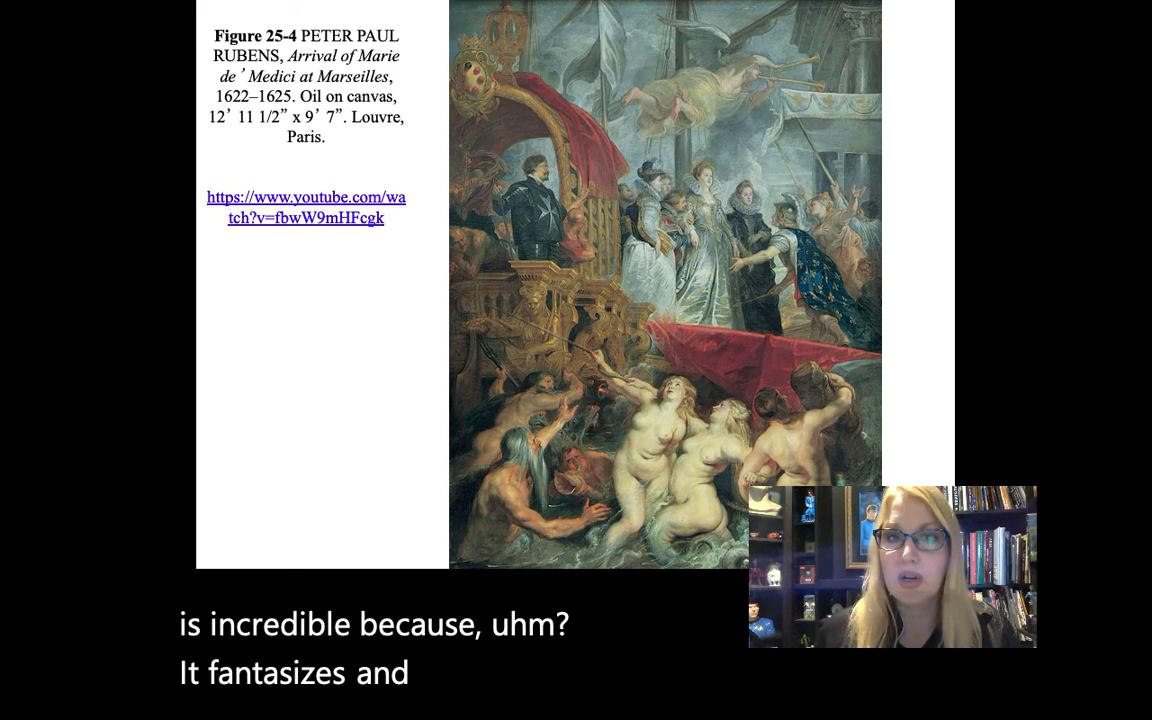 Figure 25-4 PETER PAUL
RUBENS, Arrival of Marie
de ’ Medici at Marseilles,
1622–1625. Oil on canvas,
12’ 11 1/2” x 9’ 7”. Louvre,
Paris.
https://www.youtube.com/wa
tch?v=fbwW9mHFcgk
is incredible because, uhm?
It fantasizes and